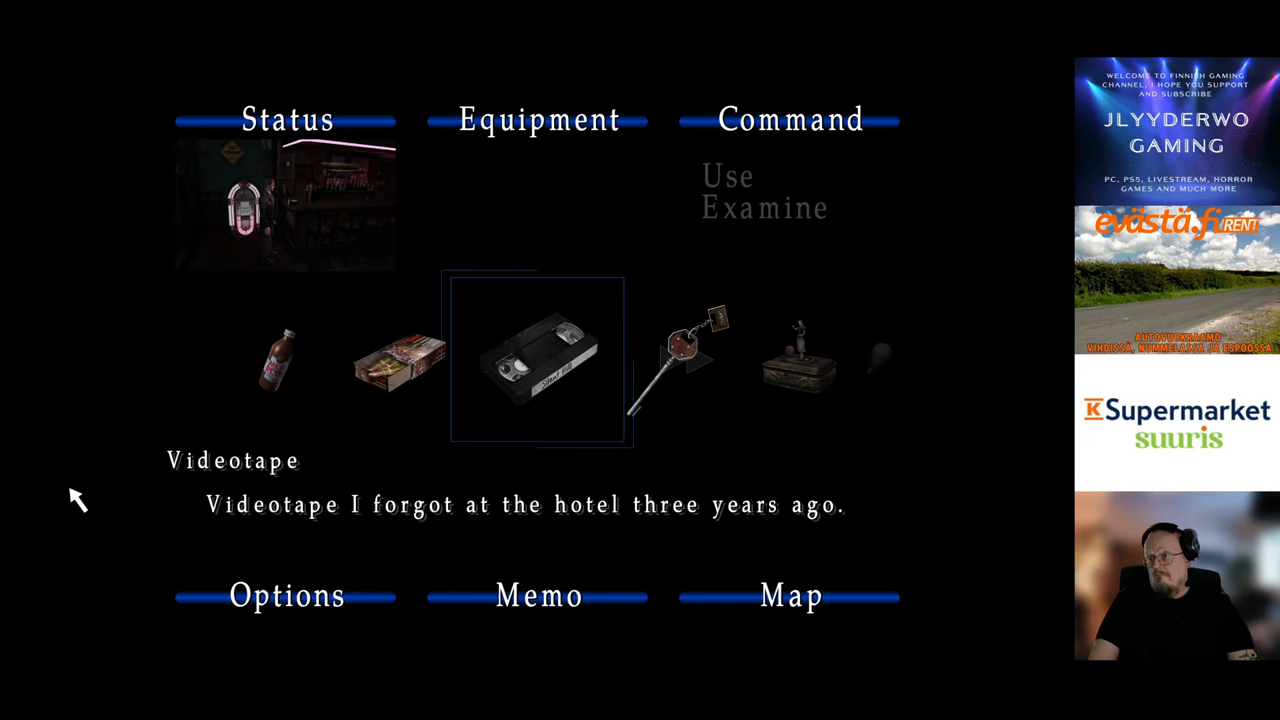 Status
Equipment
Command
Use
Examine
Videotape
Videotape I forgot at the hotel three years ago.
Options
Memo
Map
WELCOME TO FINNISH GAMING
CHANNEL, I HOPE YOU SUPPORT
AND SUBSCRIBE
JLYYDERWO
GAMING
PC, PS5, LIVESTREAM, HORROR
GAMES AND MUCH MORE
evästä.fi RENT
AUTOVUOKRAAMO
VIHDISSÄ, NUMMELASSA JA ESPOOSSA
K Supermarket
suuris